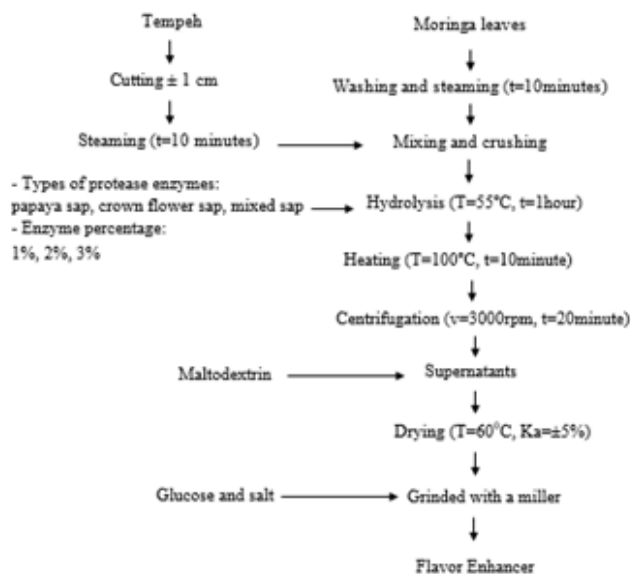 Tempeh
Moringa leaves
Cutting ± 1 cm
Washing and steaming (t=10minutes)
Steaming (t=10 minutes)
Mixing and crushing
- Types of protease enzymes:
papaya sap, crown flower sap, mixed sap
- Enzyme percentage:
1%, 2%, 3%
Hydrolysis (T=55°C, t=1hour)
Heating (T=100°C, t=10minute)
Centrifugation (v=3000rpm, t=20minute)
Maltodextrin
Supernatants
Drying (T=60⁰C, Ka=±5%)
Glucose and salt
Grinded with a miller
Flavor Enhancer